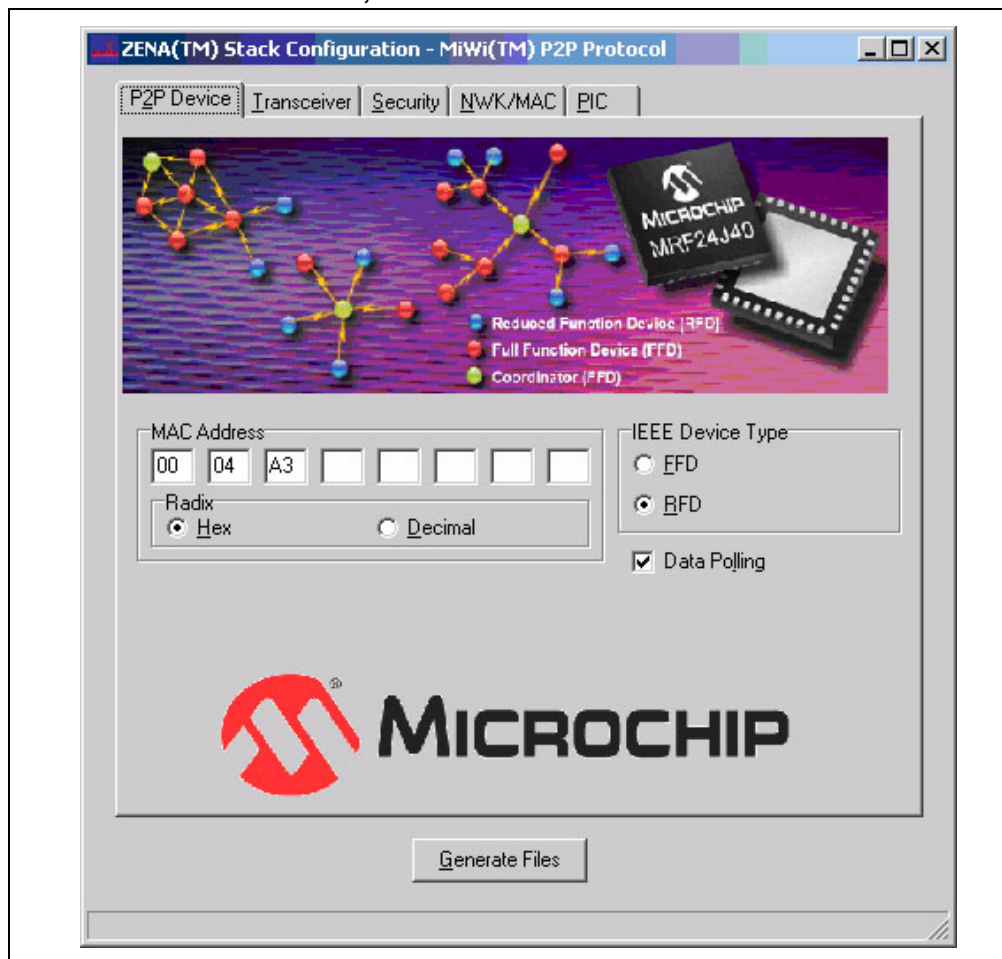 ZENA(TM) Stack Configuration - MiWi(TM) P2P Protocol
P2P Device Transceiver Security NWK/MAC PIC
MICROCHIP
MRF24J40
Reduced Function Device (RFD)
Full Function Device (FFD)
Coordinator (FFD)
MAC Address
00 04 A3
Radix
Hex Decimal
IEEE Device Type
FFD
RFD
Data Polling
MICROCHIP ®
Generate Files